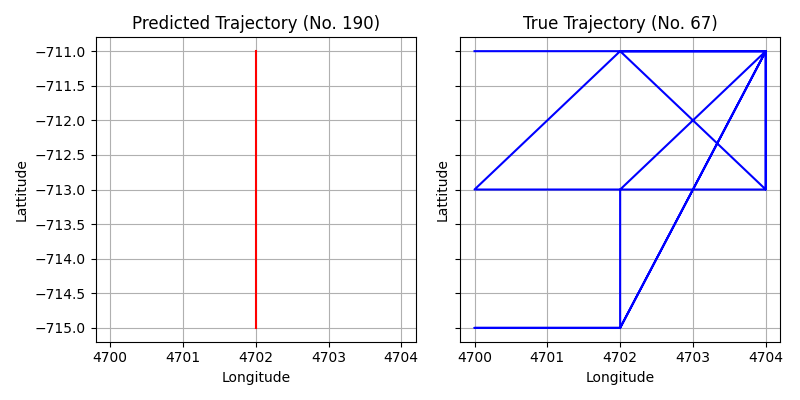 Predicted Trajectory (No. 190)
True Trajectory (No. 67)
Lattitude
−711.0
−711.5
−712.0
−712.5
−713.0
−713.5
−714.0
−714.5
−715.0
4700 4701 4702 4703 4704
Longitude
Lattitude
4700 4701 4702 4703 4704
Longitude